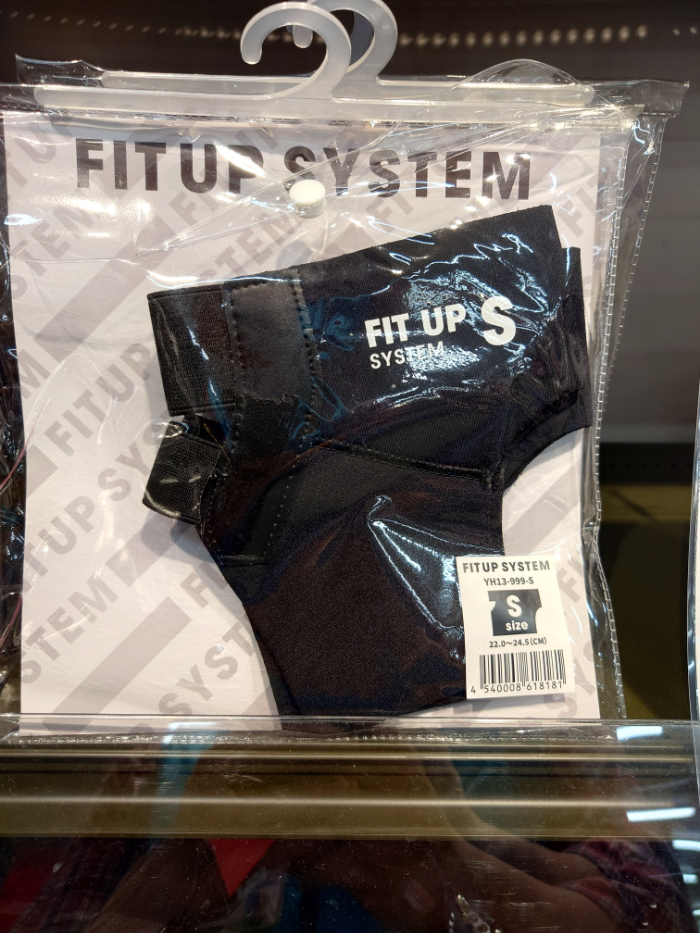 FITUP SYSTEM
FIT UP S
SYSTEM
FITUP SYSTEM
YH13-999-S
S
size
22.0~24.5(CM)
4 540008 618181